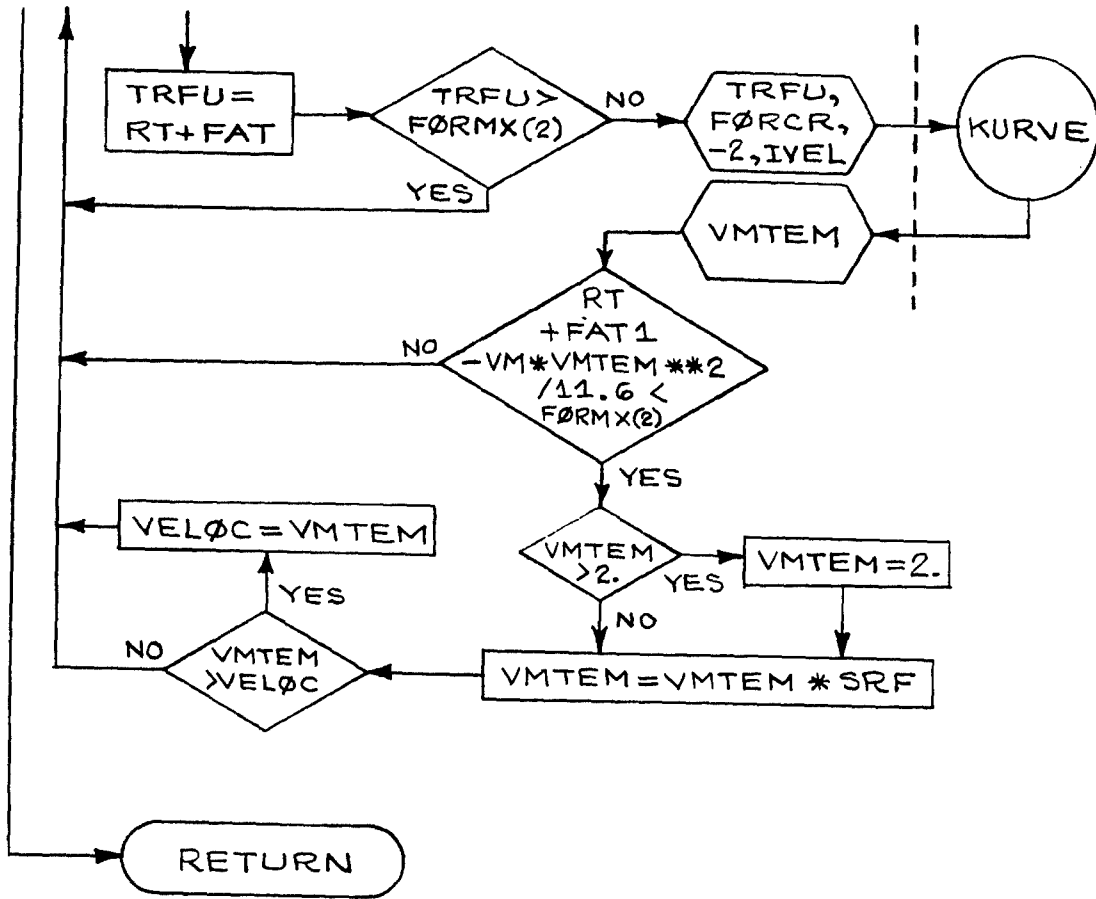 TRFU=
RT+FAT
TRFU>
FØRMX(2)
NO
TRFU,
FØRCR,
-2,IVEL
KURVE
YES
VMTEM
RT
+FAT1
-VM*VMTEM**2
/11.6 <
FØRMX(2)
NO
YES
VELØC=VMTEM
VMTEM
>2.
YES
VMTEM=2.
YES
NO
NO
VMTEM
>VELØC
VMTEM=VMTEM * SRF
RETURN